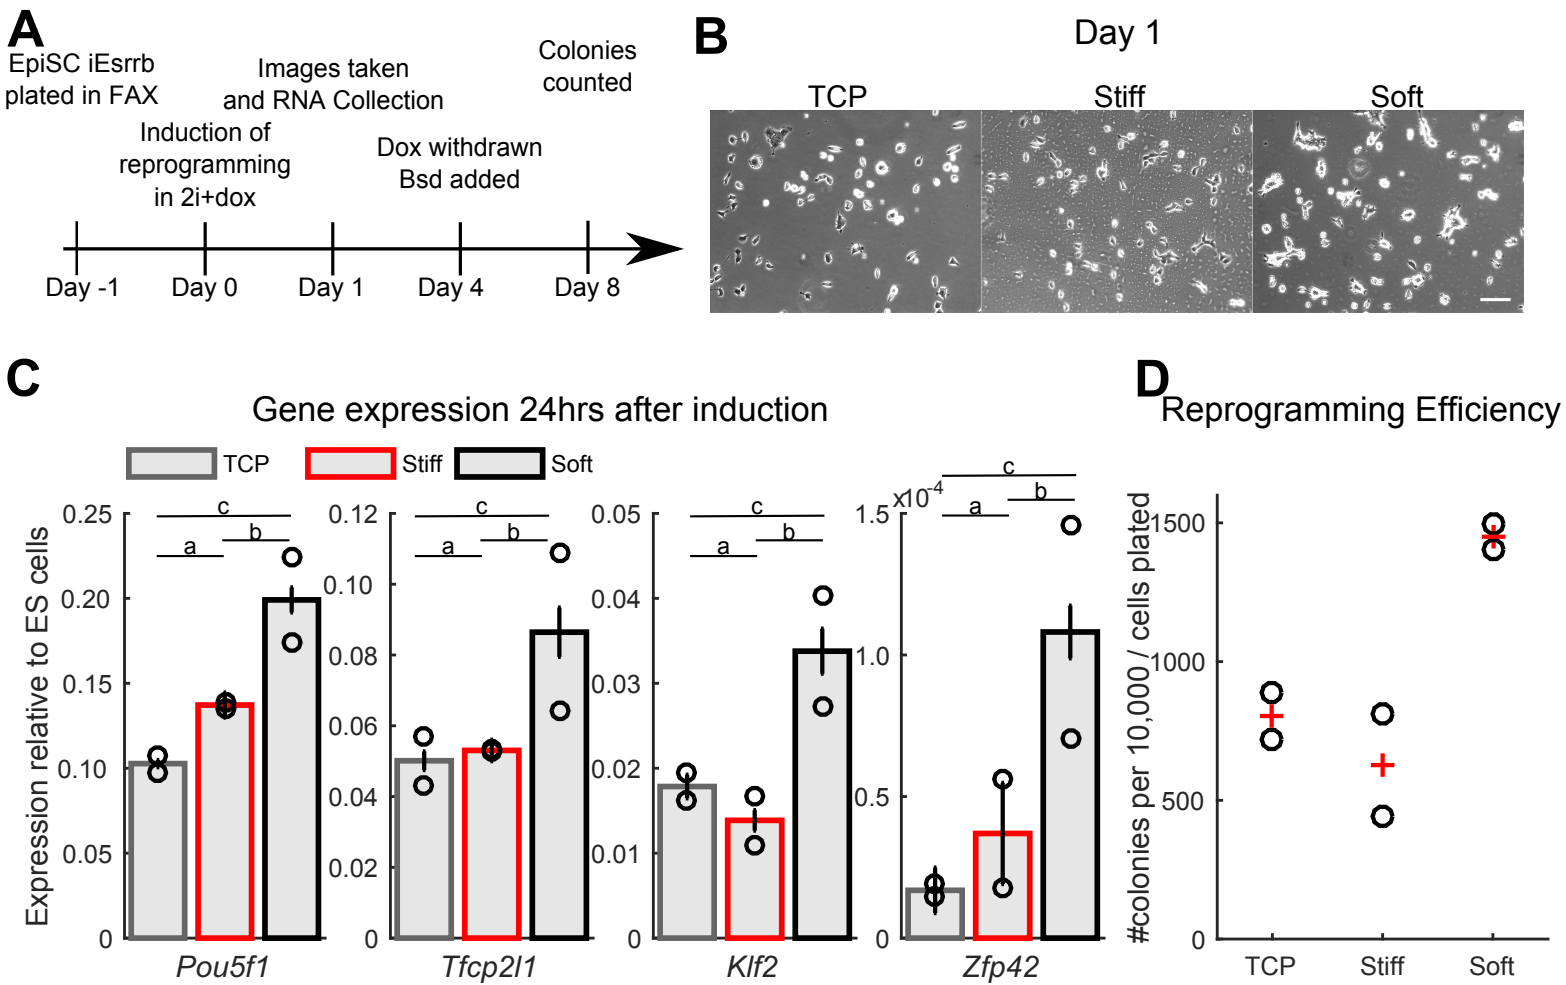 A
EpiSC iEsrrb
plated in FAX
Induction of
reprogramming
in 2i+dox
Images taken
and RNA Collection
Dox withdrawn
Bsd added
Colonies
counted
Day -1
Day 0
Day 1
Day 4
Day 8
B
Day 1
TCP
Stiff
Soft
C
Gene expression 24hrs after induction
TCP
Stiff
Soft
Expression relative to ES cells
0.25
0.20
0.15
0.10
0.05
0
c
b
a
Pou5f1
0.12
0.10
0.08
0.06
0.04
0.02
0
c
b
a
Tfcp2l1
0.05
0.04
0.03
0.02
0.01
0
c
b
a
Klf2
x10-4
1.5
1.0
0.5
0
c
b
a
Zfp42
D
Reprogramming Efficiency
#colonies per 10,000 / cells plated
1500
1000
500
0
TCP
Stiff
Soft